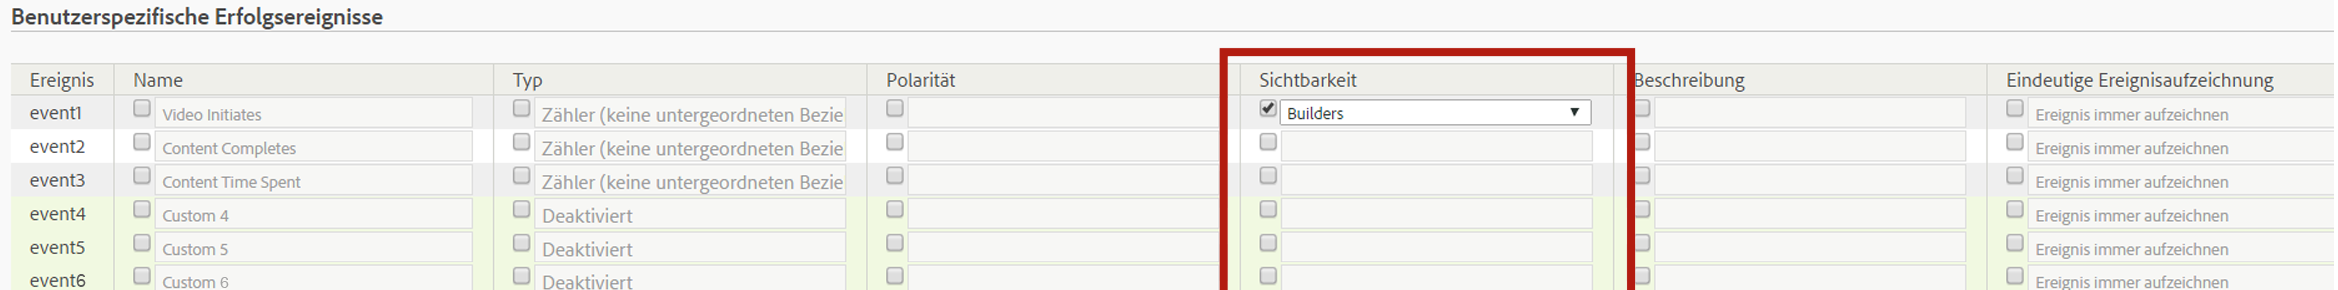 Benutzerspezifische Erfolgsereignisse
Ereignis Name Typ Polarität Sichtbarkeit Beschreibung Eindeutige Ereignisaufzeichnung
event1 Video Initiates Zähler (keine untergeordneten Bezie Builders Ereignis immer aufzeichnen
event2 Content Completes Zähler (keine untergeordneten Bezie Ereignis immer aufzeichnen
event3 Content Time Spent Zähler (keine untergeordneten Bezie Ereignis immer aufzeichnen
event4 Custom 4 Deaktiviert Ereignis immer aufzeichnen
event5 Custom 5 Deaktiviert Ereignis immer aufzeichnen
event6 Custom 6 Deaktiviert Ereignis immer aufzeichnen